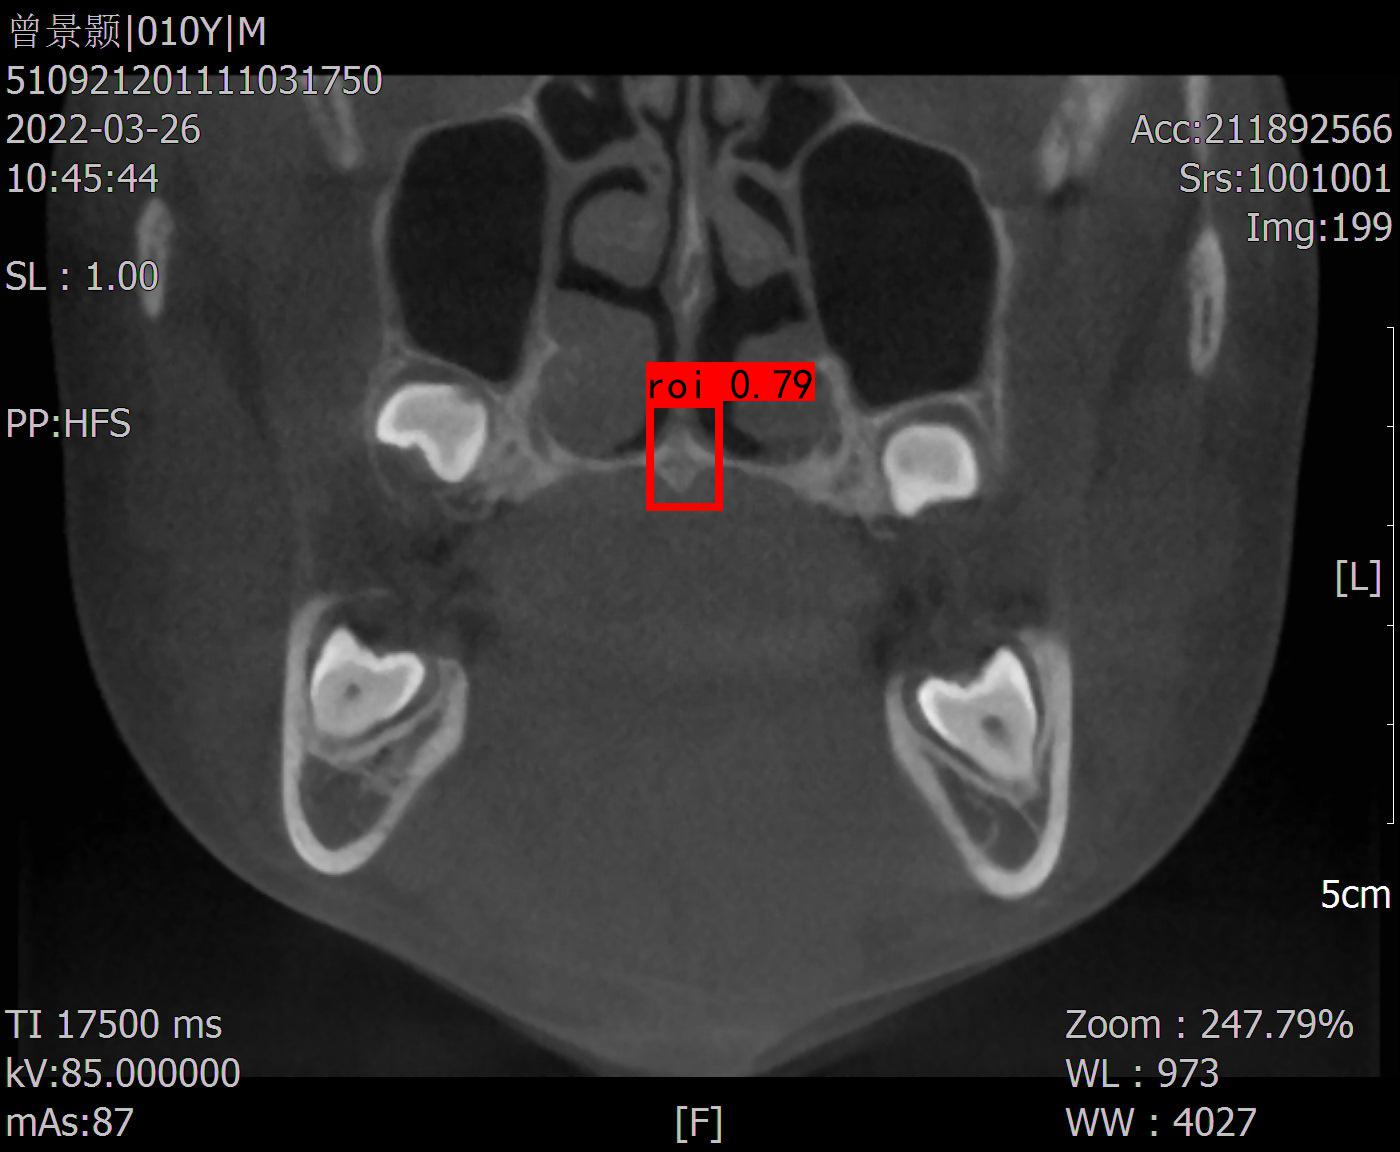 曾景颢|010Y|M
510921201111031750
2022-03-26
10:45:44
SL : 1.00
PP:HFS
Acc:211892566
Srs:1001001
Img:199
roi 0.79
[L]
5cm
TI 17500 ms
kV:85.000000
mAs:87
[F]
Zoom : 247.79%
WL : 973
WW : 4027